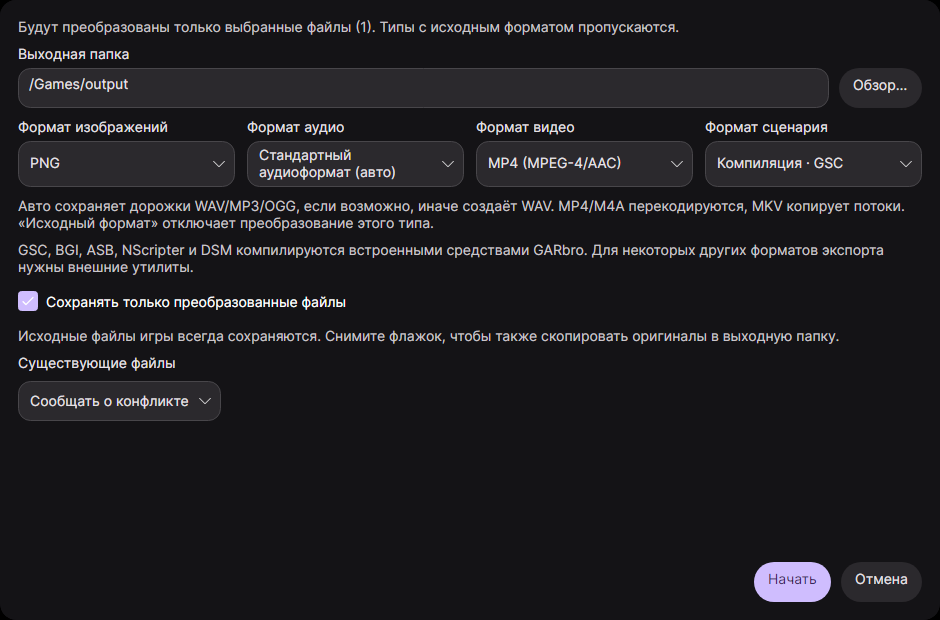 Будут преобразованы только выбранные файлы (1). Типы с исходным форматом пропускаются.
Выходная папка
/Games/output
Обзор...
Формат изображений
Формат аудио
Формат видео
Формат сценария
PNG
Стандартный
аудиоформат (авто)
MP4 (MPEG-4/AAC)
Компиляция · GSC
Авто сохраняет дорожки WAV/MP3/OGG, если возможно, иначе создаёт WAV. MP4/M4A перекодируются, MKV копирует потоки.
«Исходный формат» отключает преобразование этого типа.
GSC, BGI, ASB, NScripter и DSM компилируются встроенными средствами GARbro. Для некоторых других форматов экспорта
нужны внешние утилиты.
Сохранять только преобразованные файлы
Исходные файлы игры всегда сохраняются. Снимите флажок, чтобы также скопировать оригиналы в выходную папку.
Существующие файлы
Сообщать о конфликте
Начать
Отмена